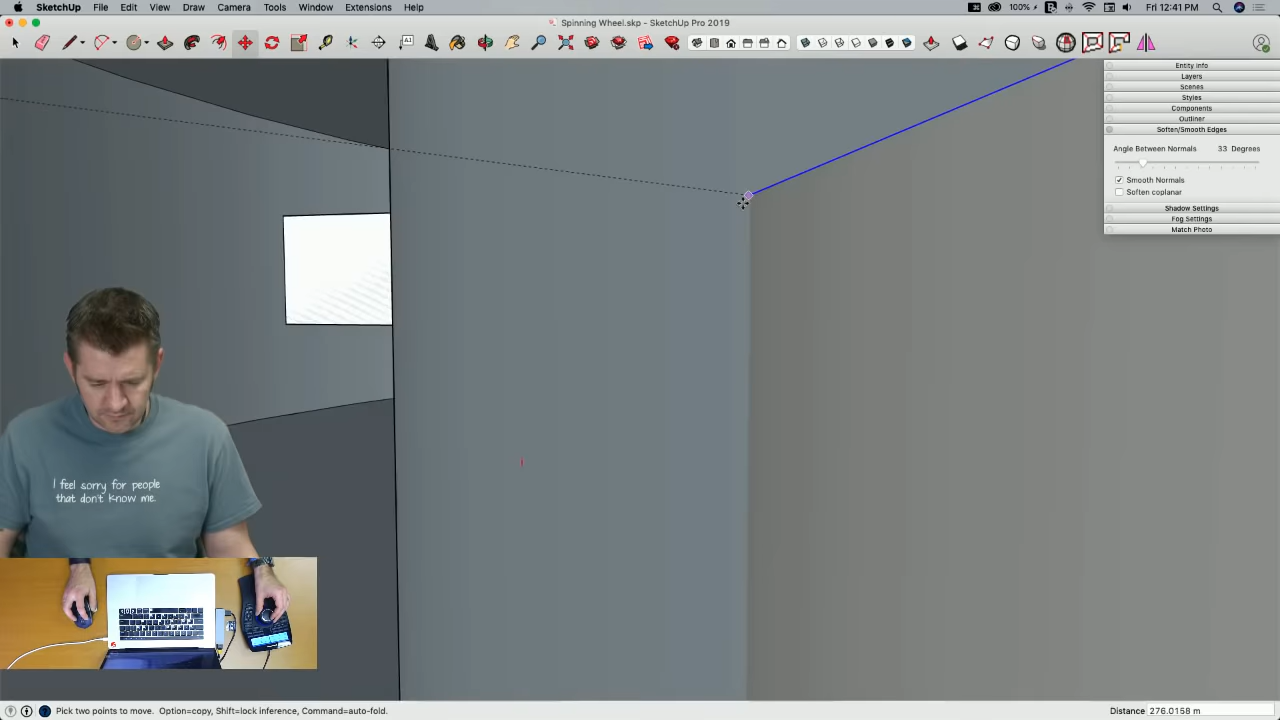 SketchUp File Edit View Draw Camera Tools Window Extensions Help
100% Fri 12:41 PM
Spinning Wheel.skp - SketchUp Pro 2019
Entity Info
Layers
Scenes
Styles
Components
Outliner
Soften/Smooth Edges
Angle Between Normals 33 Degrees
Smooth Normals
Soften coplanar
Shadow Settings
Fog Settings
Match Photo
I feel sorry for people
that don't know me.
Pick two points to move. Option=copy, Shift=lock inference, Command=auto-fold.
Distance 276.0158 m